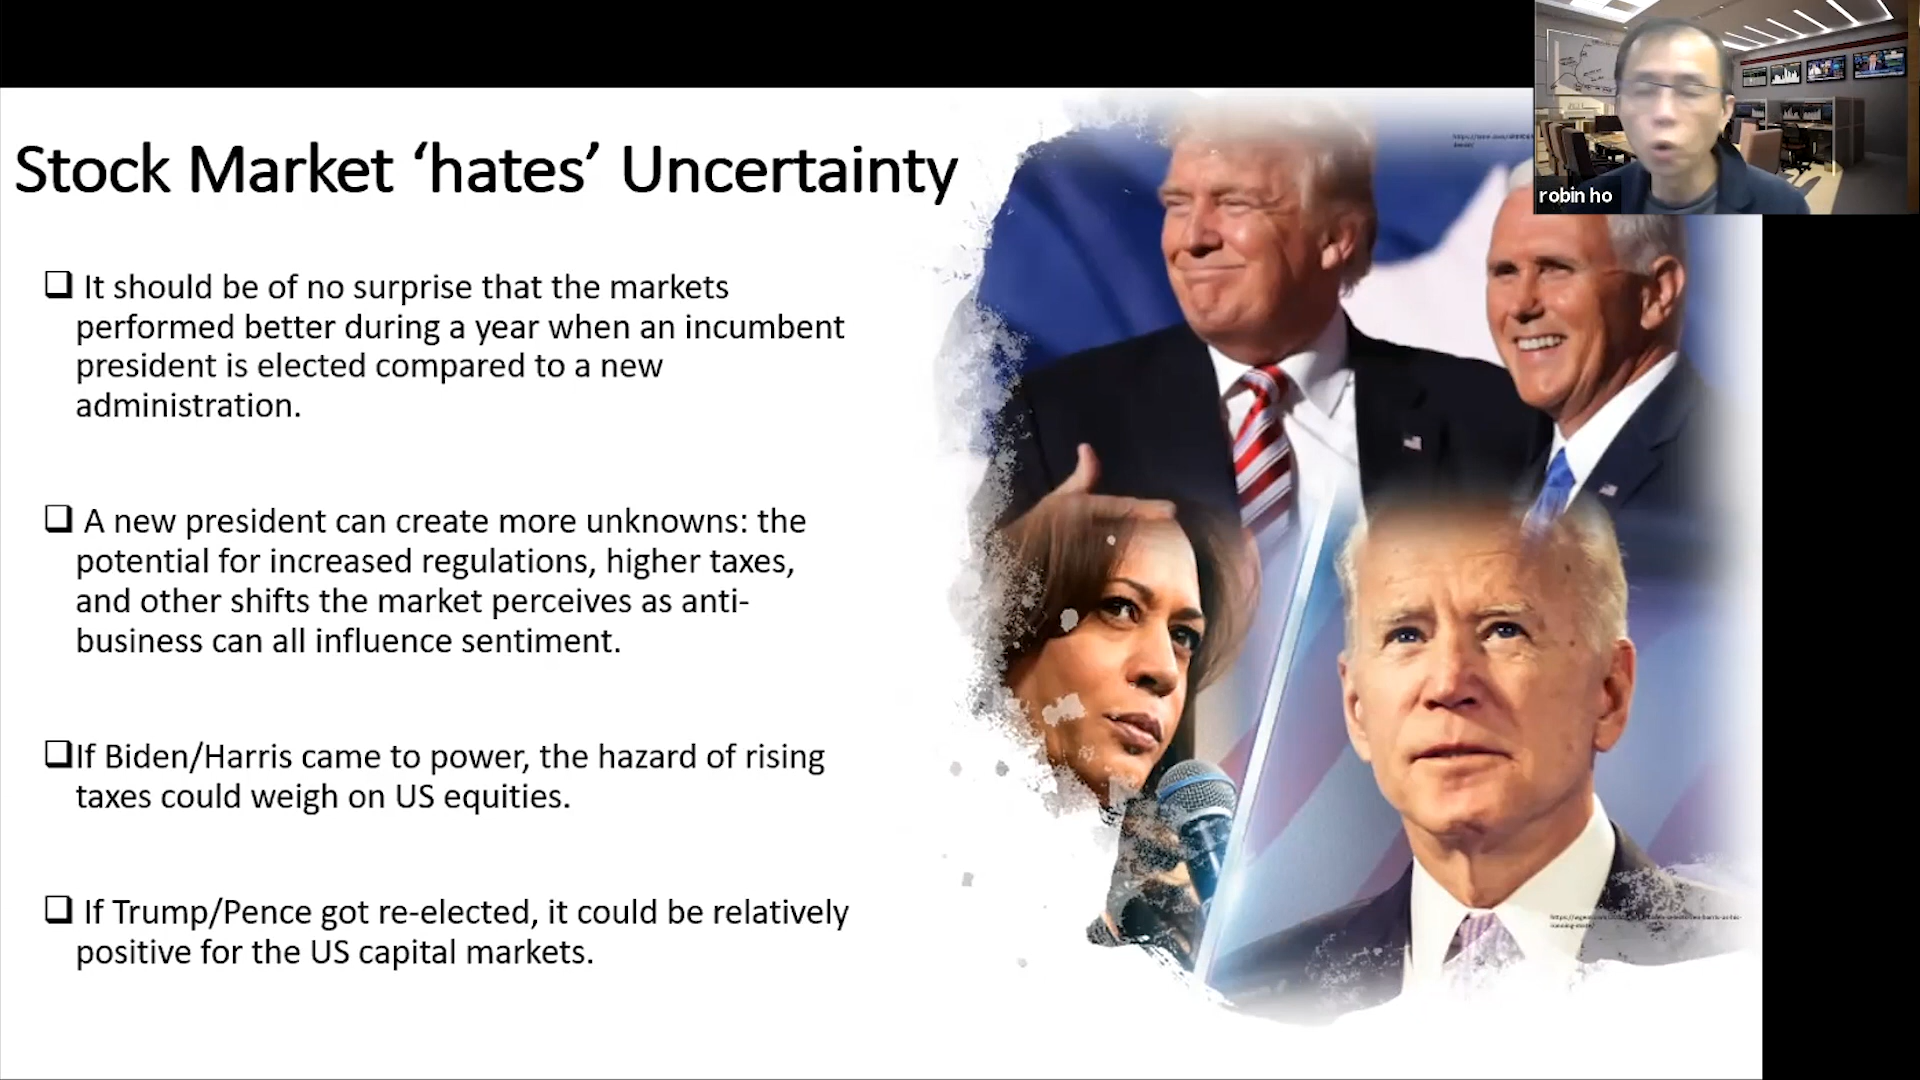 Stock Market ‘hates’ Uncertainty
It should be of no surprise that the markets
performed better during a year when an incumbent
president is elected compared to a new
administration.
A new president can create more unknowns: the
potential for increased regulations, higher taxes,
and other shifts the market perceives as anti-
business can all influence sentiment.
If Biden/Harris came to power, the hazard of rising
taxes could weigh on US equities.
If Trump/Pence got re-elected, it could be relatively
positive for the US capital markets.
robin ho